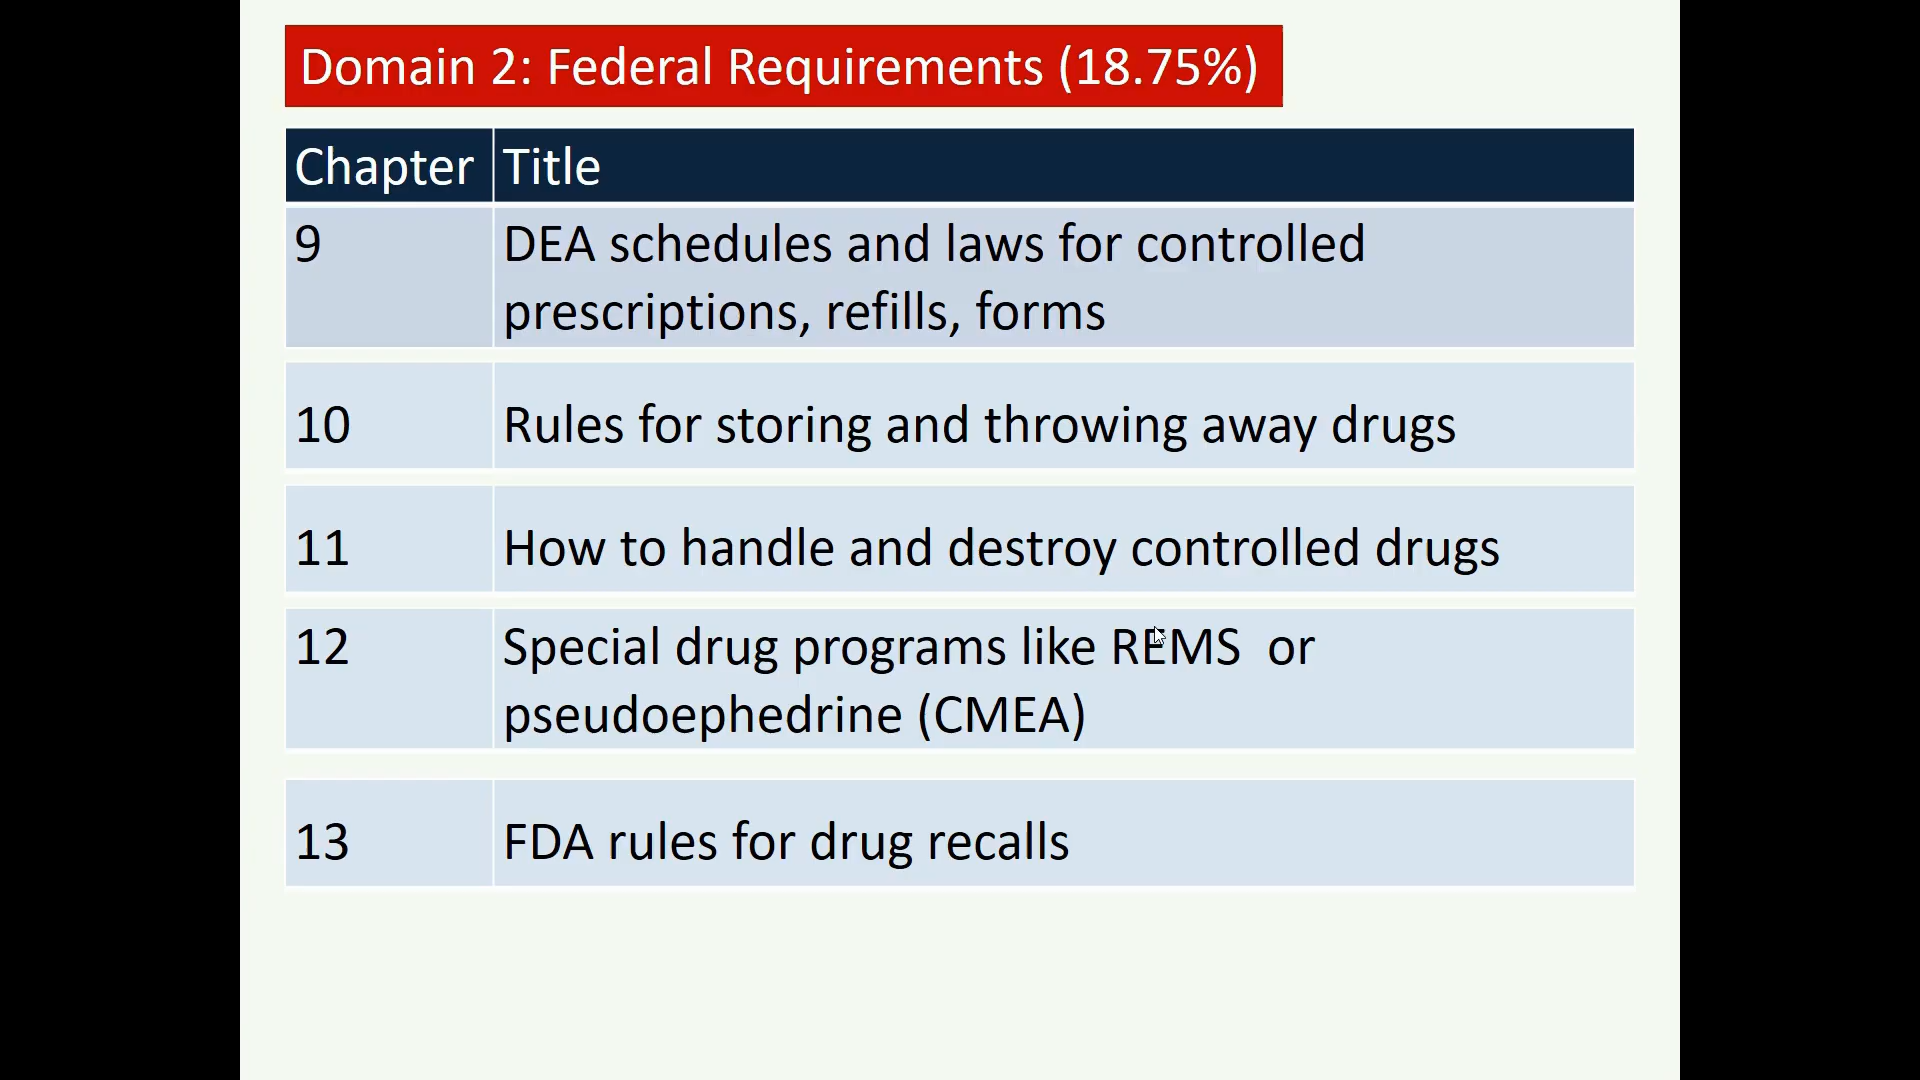 Domain 2: Federal Requirements (18.75%)
Chapter Title
9 DEA schedules and laws for controlled
prescriptions, refills, forms
10 Rules for storing and throwing away drugs
11 How to handle and destroy controlled drugs
12 Special drug programs like REMS or
pseudoephedrine (CMEA)
13 FDA rules for drug recalls